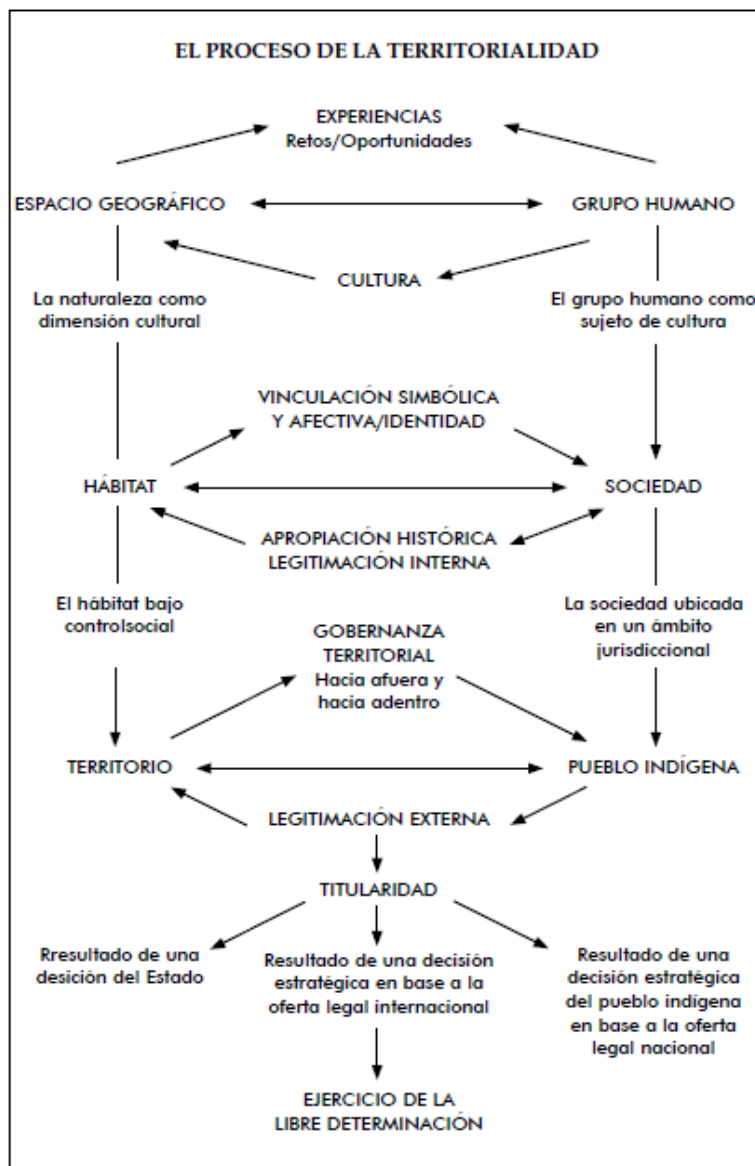 EL PROCESO DE LA TERRITORIALIDAD
EXPERIENCIAS
Retos/Oportunidades
ESPACIO GEOGRÁFICO
GRUPO HUMANO
CULTURA
La naturaleza como
dimensión cultural
El grupo humano como
sujeto de cultura
VINCULACIÓN SIMBÓLICA
Y AFECTIVA/IDENTIDAD
HÁBITAT
SOCIEDAD
APROPIACIÓN HISTÓRICA
LEGITIMACIÓN INTERNA
El hábitat bajo
controlsocial
La sociedad ubicada
en un ámbito
jurisdiccional
GOBERNANZA
TERRITORIAL
Hacia afuera y
hacia adentro
TERRITORIO
PUEBLO INDÍGENA
LEGITIMACIÓN EXTERNA
TITULARIDAD
Rresultado de una
desición del Estado
Resultado de una decisión
estratégica en base a la
oferta legal internacional
Resultado de una
decisión estratégica
del pueblo indígena
en base a la oferta
legal nacional
EJERCICIO DE LA
LIBRE DETERMINACIÓN